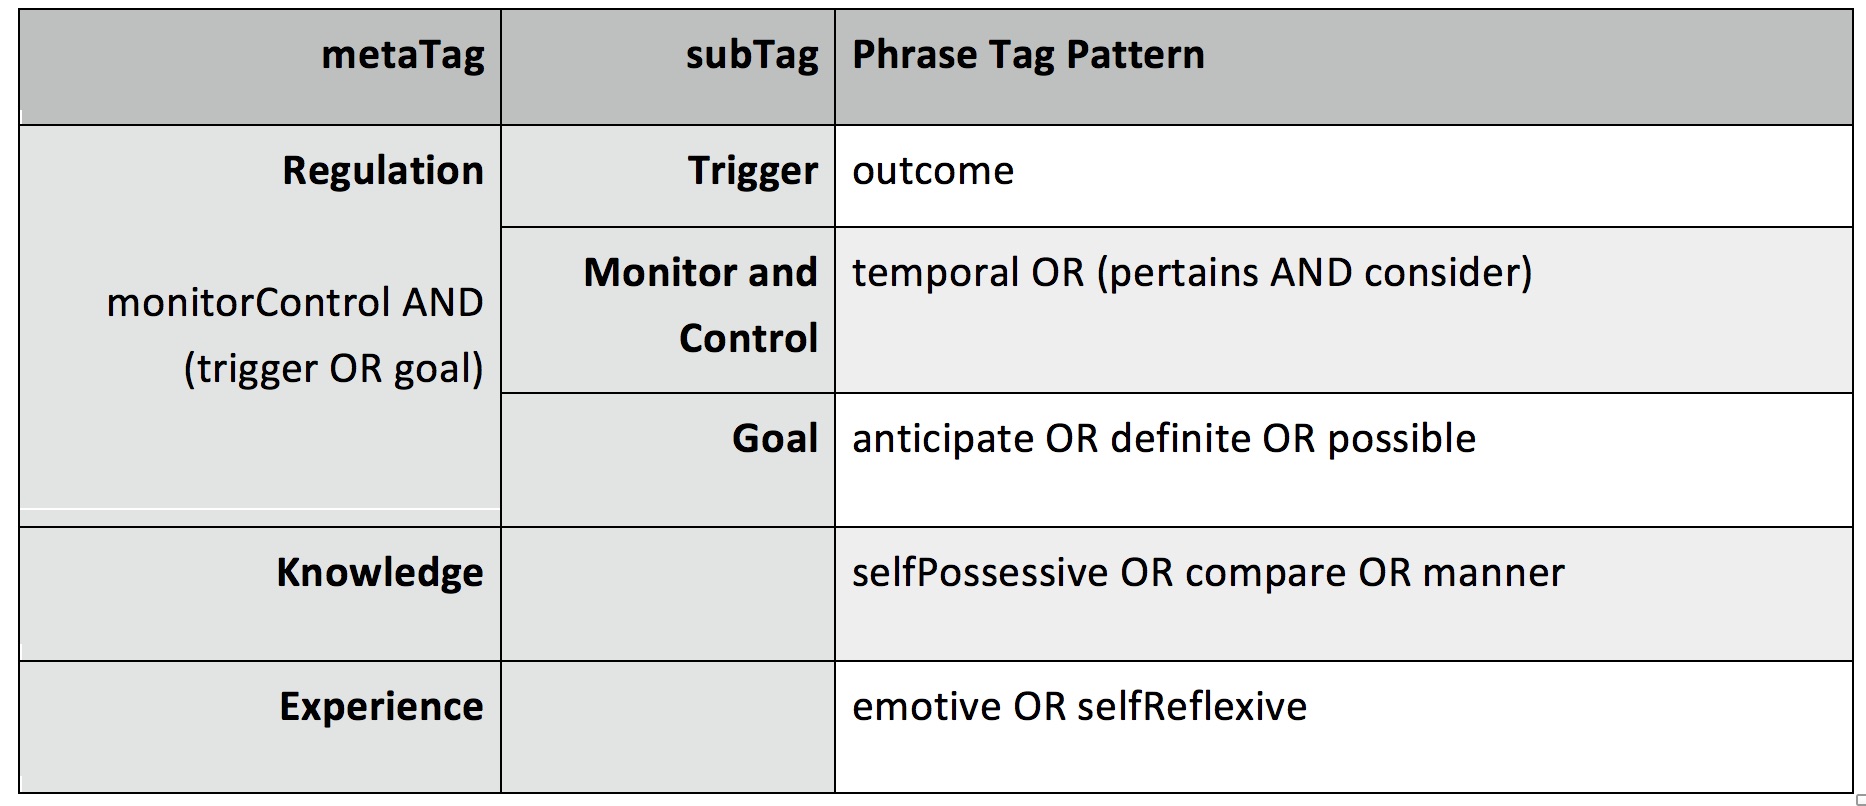 metaTag subTag Phrase Tag Pattern
Regulation Trigger outcome
monitorControl AND
(trigger OR goal)
Monitor and
Control
temporal OR (pertains AND consider)
Goal anticipate OR definite OR possible
Knowledge selfPossessive OR compare OR manner
Experience emotive OR selfReflexive